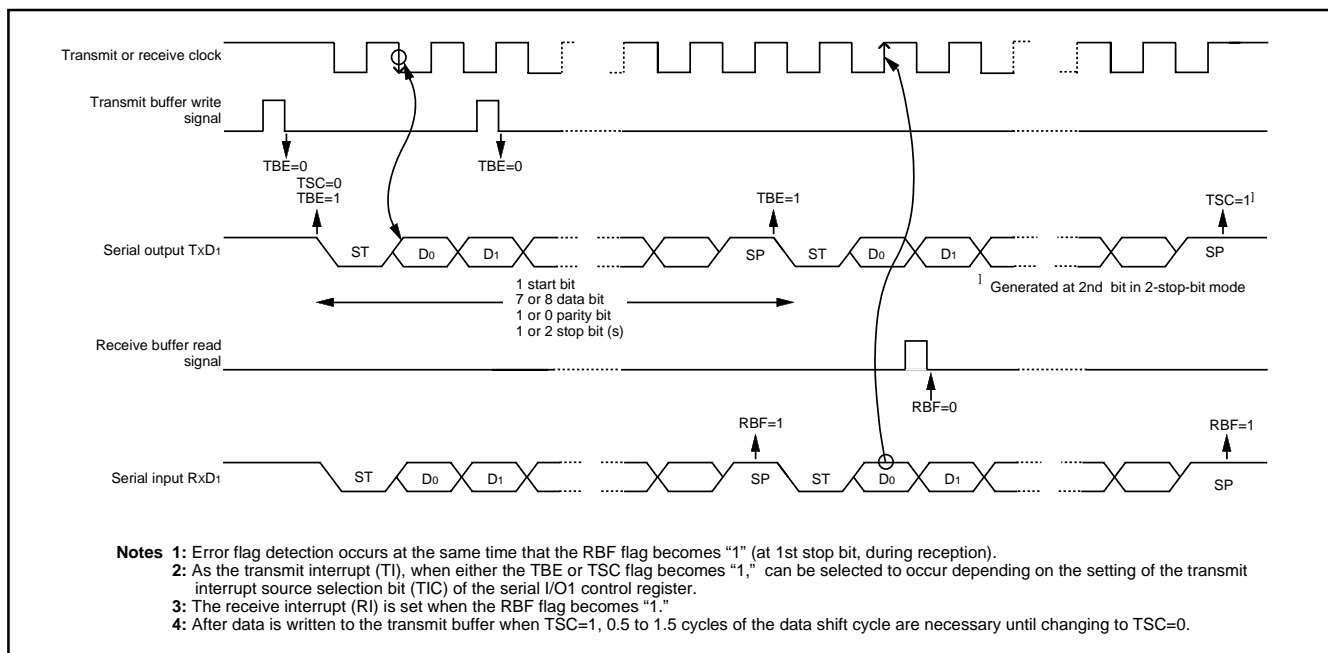 Transmit or receive clock
Transmit buffer write
signal
TBE=0
TSC=0
TBE=1
TBE=0
TBE=1
TSC=1]
Serial output TXD1
ST
D0
D1
SP
ST
D0
D1
SP
1 start bit
7 or 8 data bit
1 or 0 parity bit
1 or 2 stop bit (s)
] Generated at 2nd bit in 2-stop-bit mode
Receive buffer read
signal
RBF=0
RBF=1
RBF=1
Serial input RXD1
ST
D0
D1
SP
ST
D0
D1
SP
Notes 1: Error flag detection occurs at the same time that the RBF flag becomes “1” (at 1st stop bit, during reception).
2: As the transmit interrupt (TI), when either the TBE or TSC flag becomes “1,” can be selected to occur depending on the setting of the transmit
interrupt source selection bit (TIC) of the serial I/O1 control register.
3: The receive interrupt (RI) is set when the RBF flag becomes “1.”
4: After data is written to the transmit buffer when TSC=1, 0.5 to 1.5 cycles of the data shift cycle are necessary until changing to TSC=0.